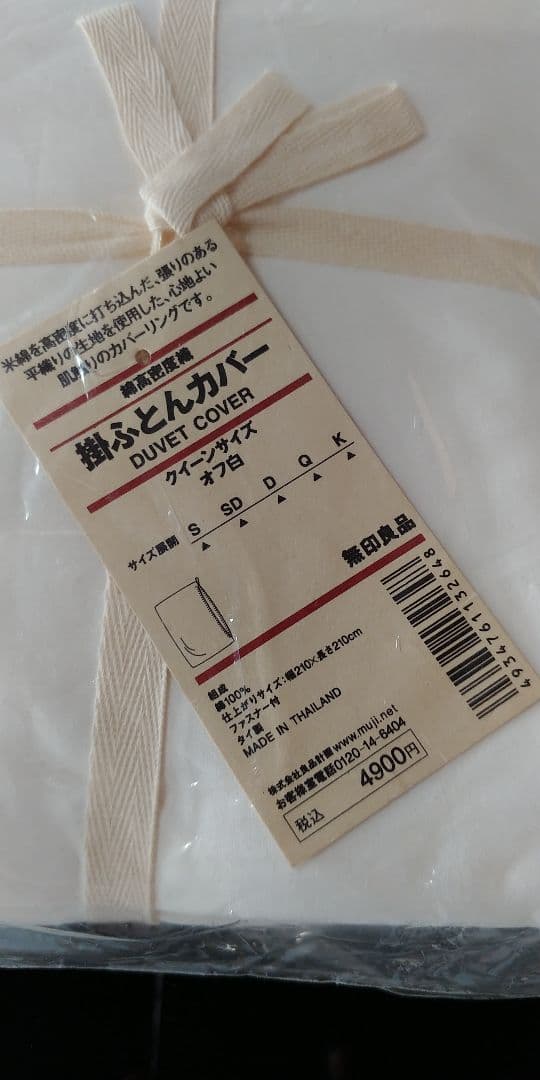 米綿を高密度に打ち込んだ、張りのある
平織りの生地を使用した、心地よい
肌触りのカバーリングです。
綿高密度織
掛ふとんカバー
DUVET COVER
クイーンサイズ
オフ白
サイズ展開 S SD D Q K
無印良品
組成
綿100%
仕上がりサイズ:幅210×長さ210cm
ファスナー付
タイ製
MADE IN THAILAND
株式会社良品計画 www.muji.net
お客様室電話0120-14-6404
税込 4900円
4934761132648